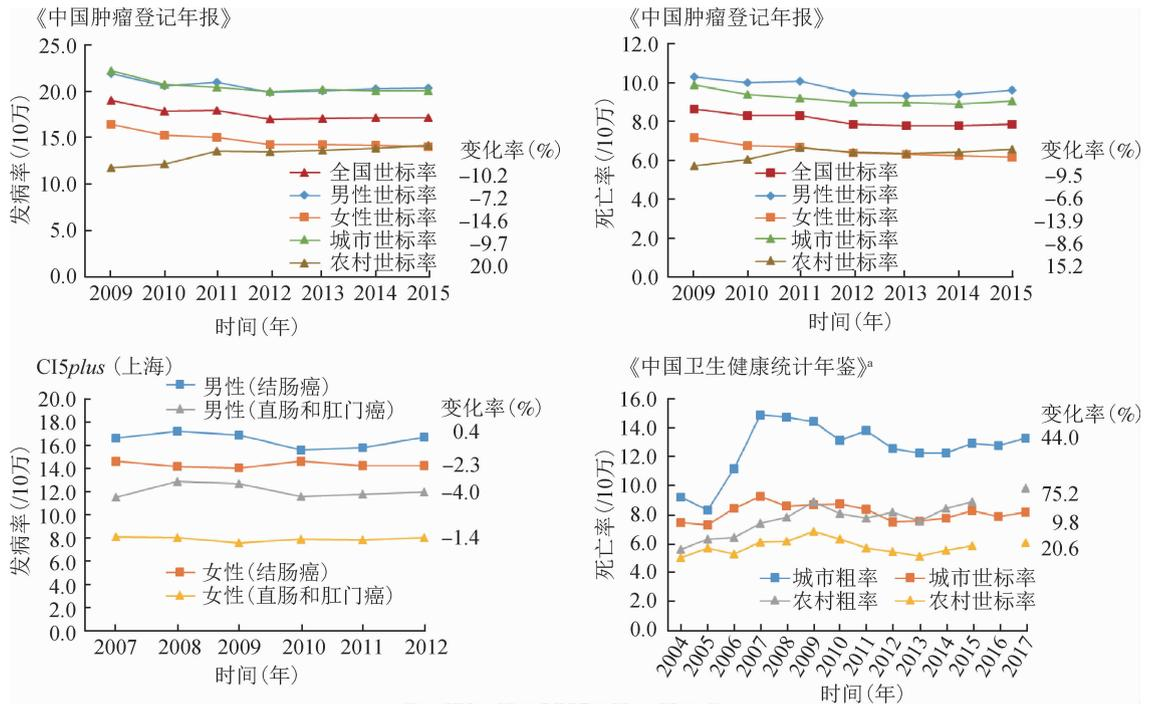 《中国肿瘤登记年报》
25.0
20.0
15.0
10.0
5.0
0.0
发病率(/10万)
变化率(%)
全国世标率 -10.2
男性世标率 -7.2
女性世标率 -14.6
城市世标率 -9.7
农村世标率 20.0
2009 2010 2011 2012 2013 2014 2015
时间(年)
《中国肿瘤登记年报》
12.0
10.0
8.0
6.0
4.0
2.0
0.0
死亡率(/10万)
变化率(%)
全国世标率 -9.5
男性世标率 -6.6
女性世标率 -13.9
城市世标率 -8.6
农村世标率 15.2
2009 2010 2011 2012 2013 2014 2015
时间(年)
CI5plus(上海)
男性(结肠癌)
男性(直肠和肛门癌)
20.0
18.0
16.0
14.0
12.0
10.0
8.0
6.0
4.0
2.0
0.0
发病率(/10万)
变化率(%)
0.4
-2.3
-4.0
-1.4
女性(结肠癌)
女性(直肠和肛门癌)
2007 2008 2009 2010 2011 2012
时间(年)
《中国卫生健康统计年鉴》a
16.0
14.0
12.0
10.0
8.0
6.0
4.0
2.0
0.0
死亡率(/10万)
变化率(%)
44.0
75.2
9.8
20.6
城市粗率 城市世标率
农村粗率 农村世标率
2004 2005 2006 2007 2008 2009 2010 2011 2012 2013 2014 2015 2016 2017
时间(年)